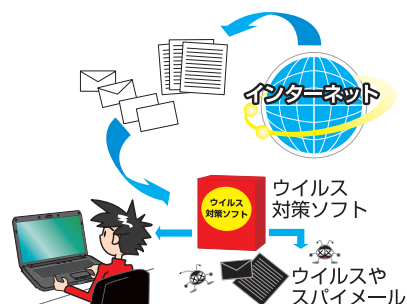 インターネット
ウイルス
対策ソフト
ウイルス
対策ソフト
ウイルスや
スパイメール